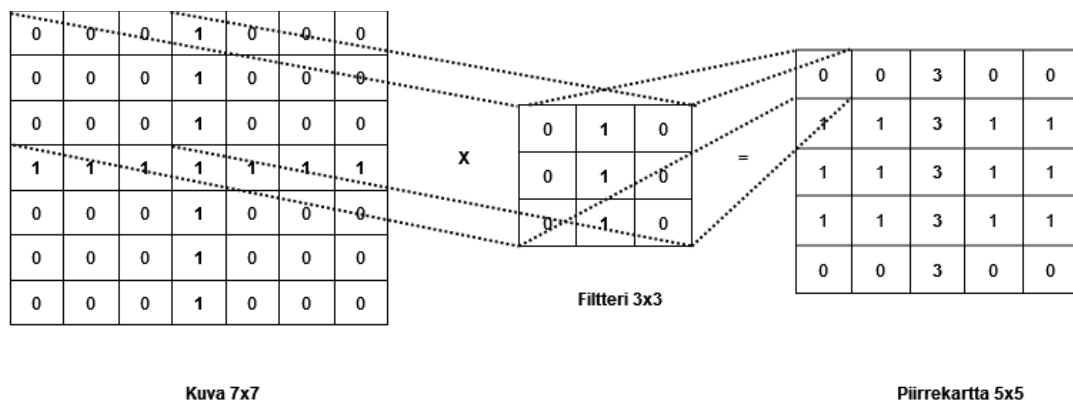 0 0 0 1 0 0 0
0 0 0 1 0 0 0
0 0 0 1 0 0 0
1 1 1 1 1 1 1
0 0 0 1 0 0 0
0 0 0 1 0 0 0
0 0 0 1 0 0 0
Kuva 7x7
X
0 1 0
0 1 0
0 1 0
Filtteri 3x3
=
0 0 3 0 0
1 1 3 1 1
1 1 3 1 1
1 1 3 1 1
0 0 3 0 0
Piirrekartta 5x5